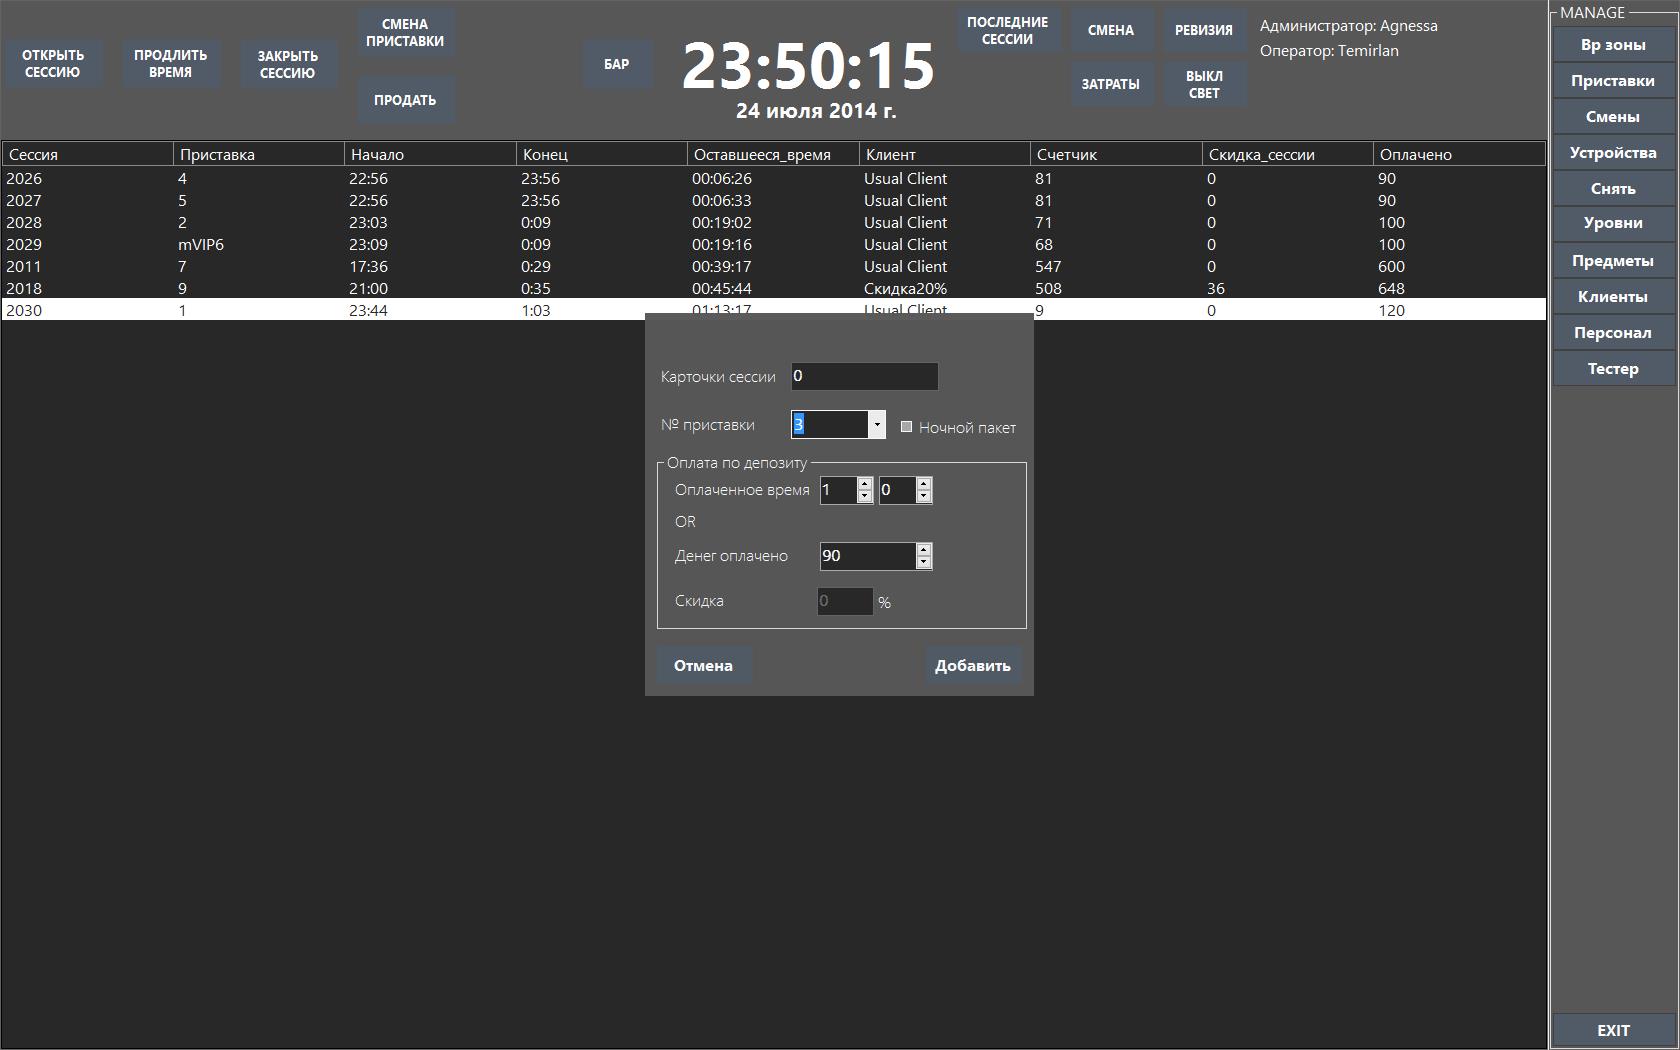 ОТКРЫТЬ
СЕССИЮ
ПРОДЛИТЬ
ВРЕМЯ
ЗАКРЫТЬ
СЕССИЮ
СМЕНА
ПРИСТАВКИ
ПРОДАТЬ
БАР
23:50:15
24 июля 2014 г.
ПОСЛЕДНИЕ
СЕССИИ
СМЕНА
РЕВИЗИЯ
ЗАТРАТЫ
ВЫКЛ
СВЕТ
Администратор: Agnessa
Оператор: Temirlan
Сессия Приставка Начало Конец Оставшееся_время Клиент Счетчик Скидка_сессии Оплачено
2026 4 22:56 23:56 00:06:26 Usual Client 81 0 90
2027 5 22:56 23:56 00:06:33 Usual Client 81 0 90
2028 2 23:03 0:09 00:19:02 Usual Client 71 0 100
2029 mVIP6 23:09 0:09 00:19:16 Usual Client 68 0 100
2011 7 17:36 0:29 00:39:17 Usual Client 547 0 600
2018 9 21:00 0:35 00:45:44 Скидка20% 508 36 648
2030 1 23:44 1:03 01:13:17 Usual Client 9 0 120
Карточки сессии 0
№ приставки 3 Ночной пакет
Оплата по депозиту
Оплаченное время 1 0
OR
Денег оплачено 90
Скидка 0 %
Отмена Добавить
MANAGE
Вр зоны
Приставки
Смены
Устройства
Снять
Уровни
Предметы
Клиенты
Персонал
Тестер
EXIT